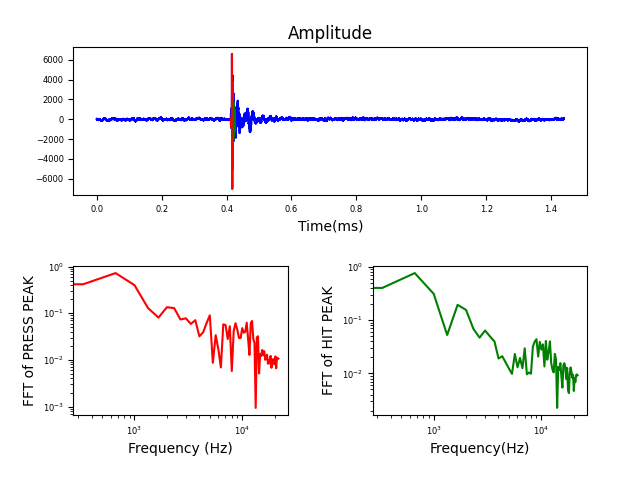 Amplitude
6000
4000
2000
0
−2000
−4000
−6000
0.0 0.2 0.4 0.6 0.8 1.0 1.2 1.4
Time(ms)
FFT of PRESS PEAK
10⁰
10⁻¹
10⁻²
10⁻³
10³ 10⁴
Frequency (Hz)
FFT of HIT PEAK
10⁰
10⁻¹
10⁻²
10³ 10⁴
Frequency(Hz)